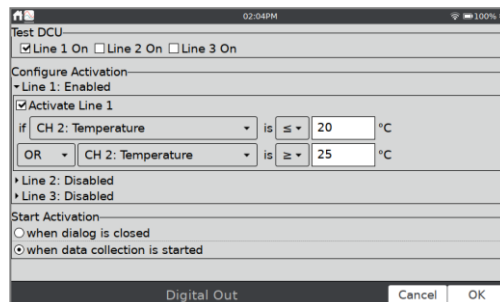 02:04PM 100%
Test DCU
Line 1 On Line 2 On Line 3 On
Configure Activation
Line 1: Enabled
Activate Line 1
if CH 2: Temperature is ≤ 20 °C
OR CH 2: Temperature is ≥ 25 °C
Line 2: Disabled
Line 3: Disabled
Start Activation
when dialog is closed
when data collection is started
Digital Out Cancel OK